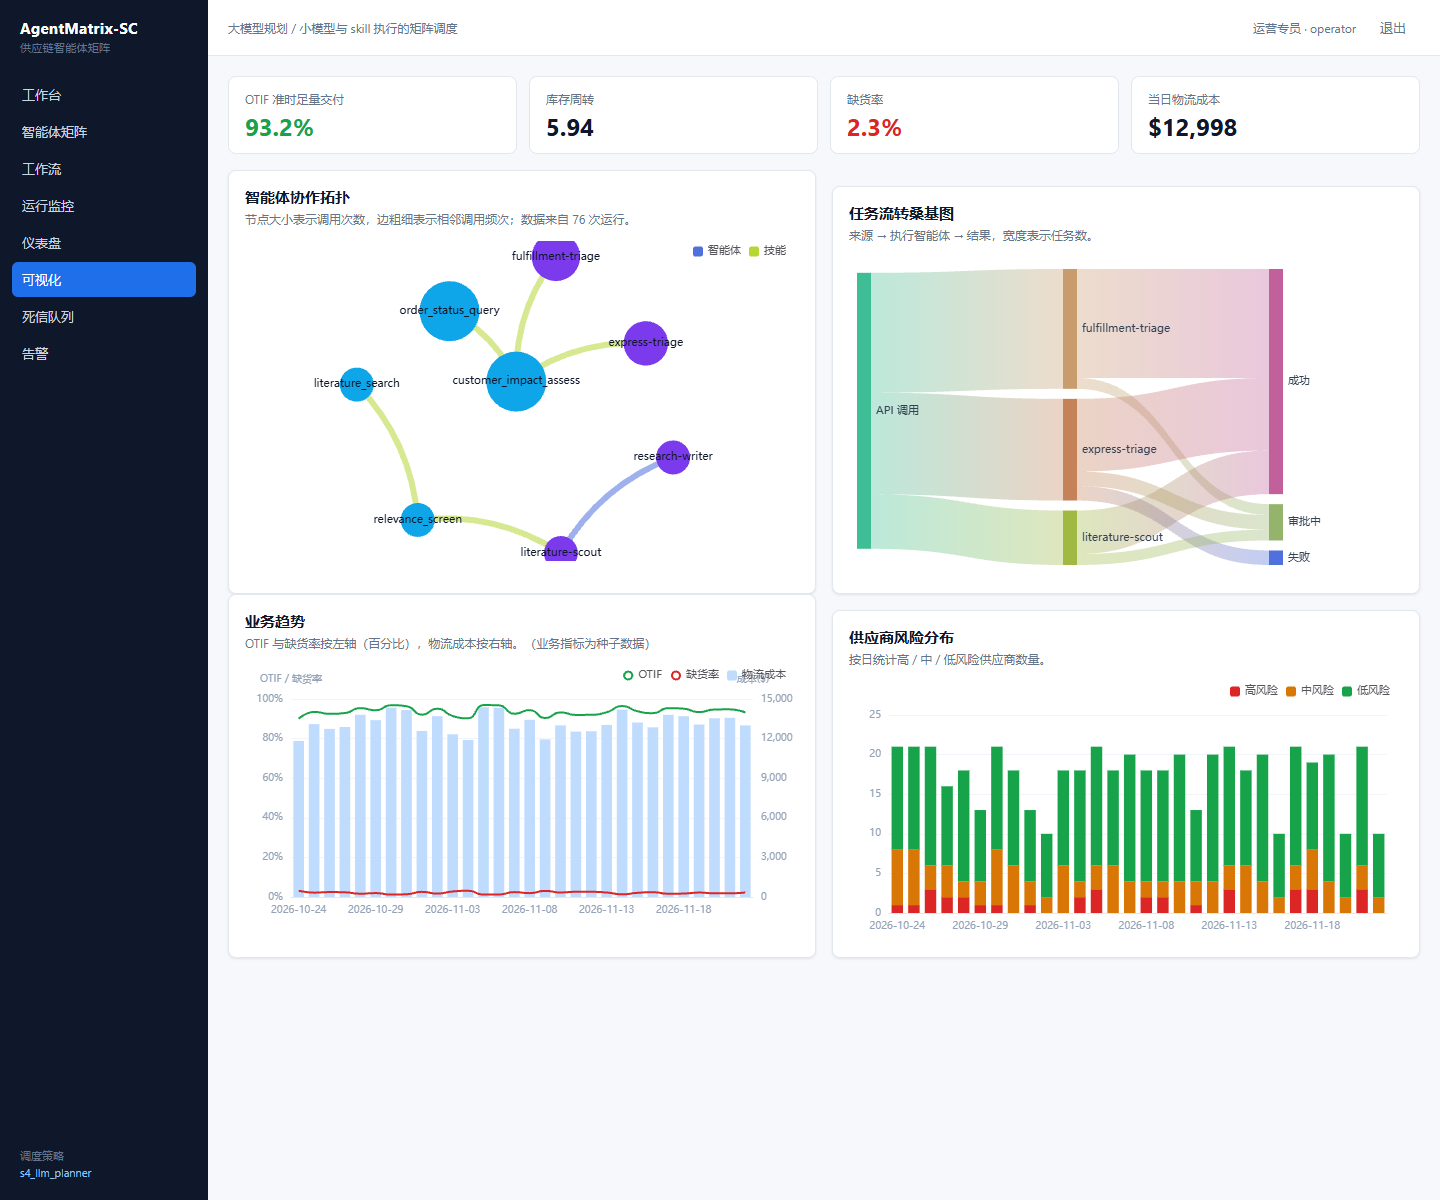 AgentMatrix-SC
供应链智能体矩阵
工作台
智能体矩阵
工作流
运行监控
仪表盘
可视化
死信队列
告警
调度策略
s4_llm_planner
大模型规划 / 小模型与 skill 执行的矩阵调度
运营专员 · operator
退出
OTIF 准时足量交付
93.2%
库存周转
5.94
缺货率
2.3%
当日物流成本
$12,998
智能体协作拓扑
节点大小表示调用次数，边粗细表示相邻调用频次；数据来自 76 次运行。
智能体
技能
fulfillment-triage
order_status_query
express-triage
customer_impact_assess
literature_search
research-writer
relevance_screen
literature-scout
任务流转桑基图
来源 → 执行智能体 → 结果，宽度表示任务数。
API 调用
fulfillment-triage
express-triage
literature-scout
成功
审批中
失败
业务趋势
OTIF 与缺货率按左轴（百分比），物流成本按右轴。（业务指标为种子数据）
OTIF
缺货率
物流成本
OTIF / 缺货率
成本($)
100%
80%
60%
40%
20%
0%
15,000
12,000
9,000
6,000
3,000
0
2026-10-24
2026-10-29
2026-11-03
2026-11-08
2026-11-13
2026-11-18
供应商风险分布
按日统计高 / 中 / 低风险供应商数量。
高风险
中风险
低风险
25
20
15
10
5
0
2026-10-24
2026-10-29
2026-11-03
2026-11-08
2026-11-13
2026-11-18